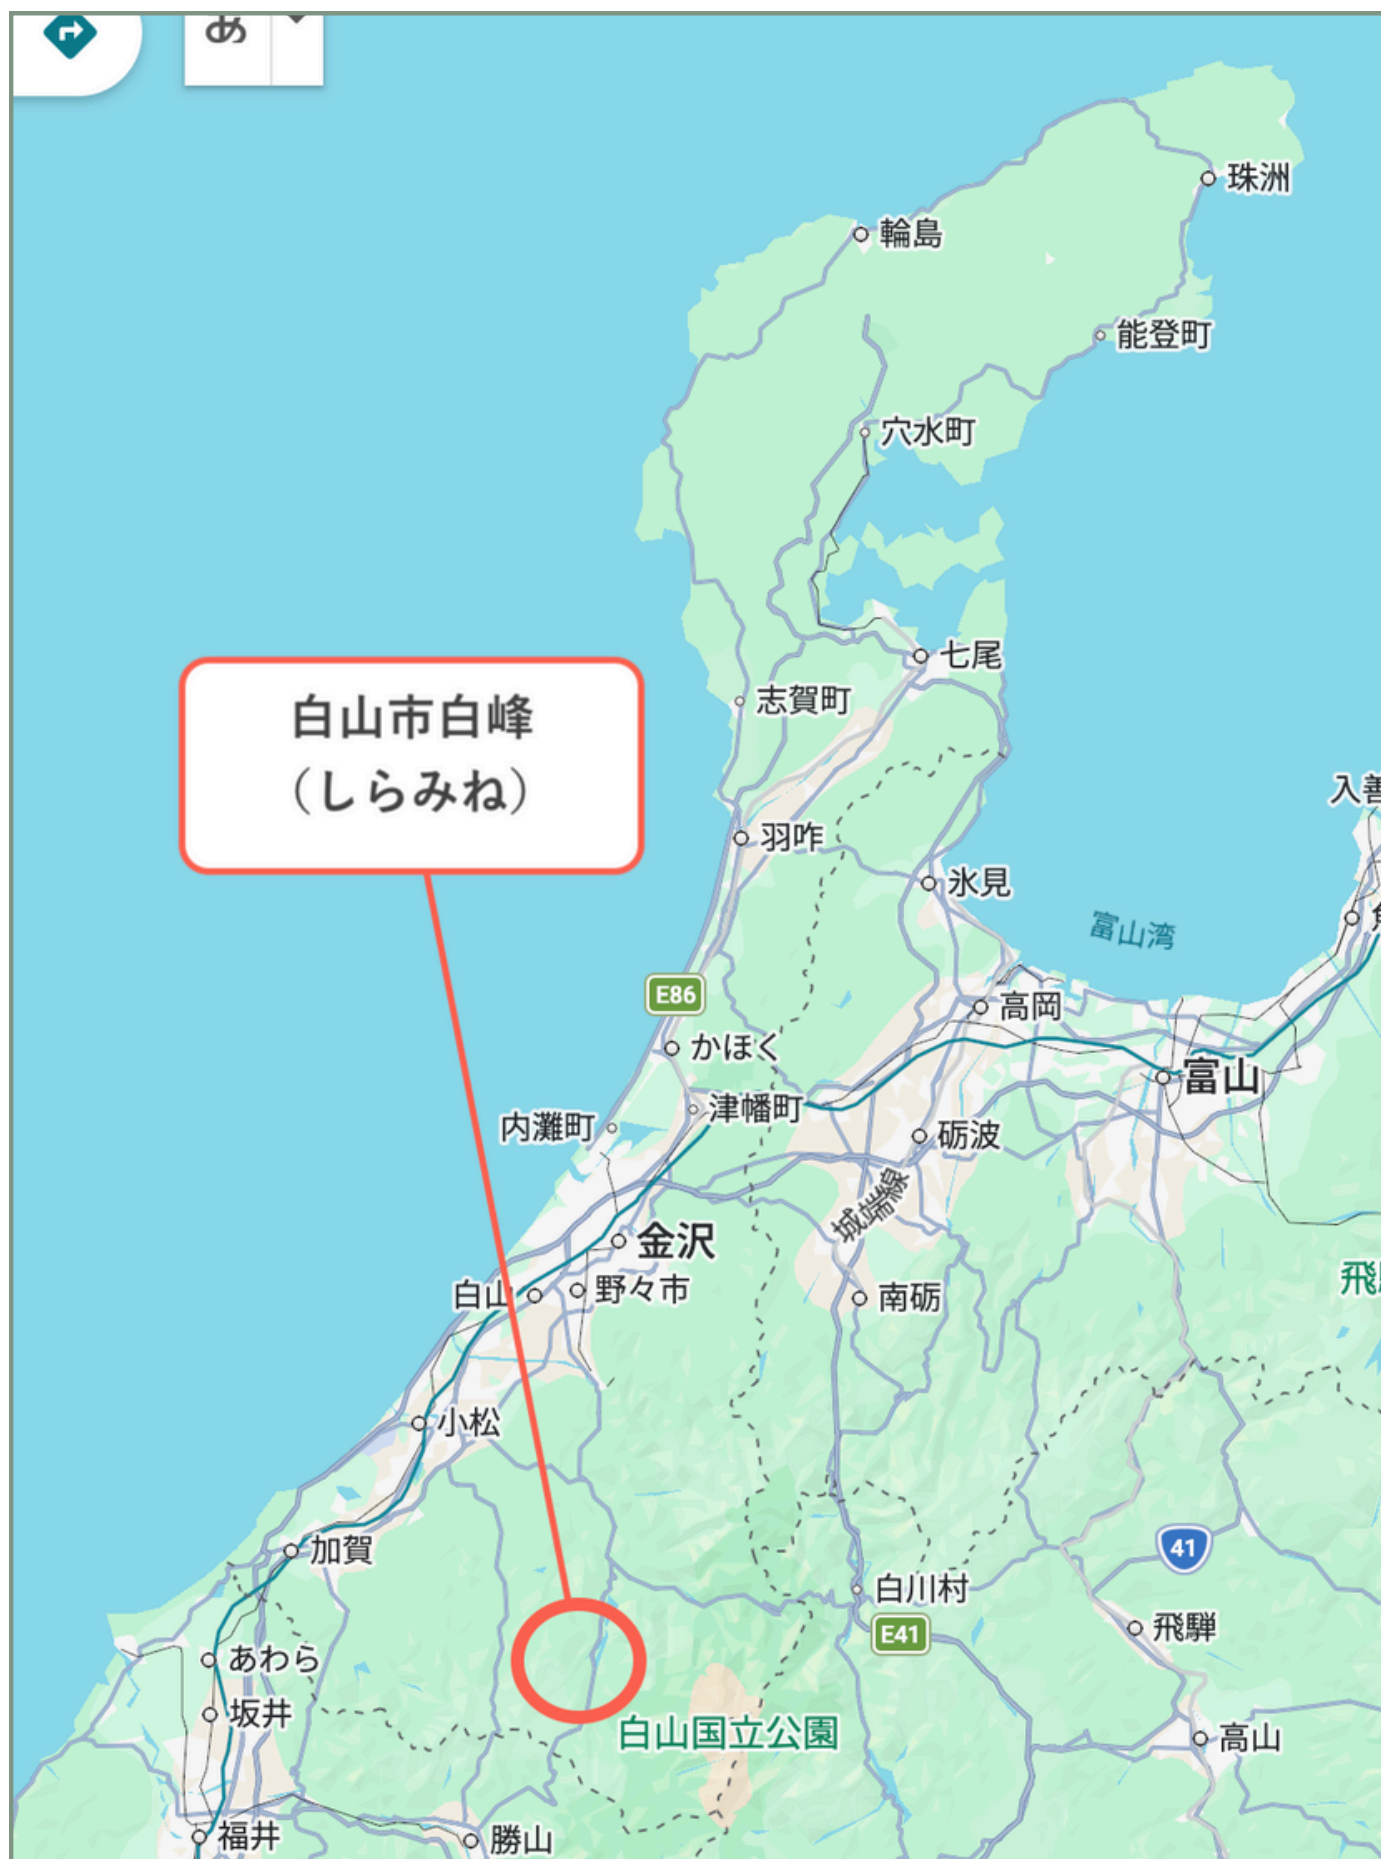 あ
珠洲
輪島
能登町
穴水町
七尾
志賀町
白山市白峰
（しらみね）
入善
羽咋
氷見
富山湾
E86
高岡
かほく
富山
津幡町
内灘町
砺波
城端線
金沢
白山
野々市
南砺
小松
41
加賀
白川村
E41
飛騨
あわら
坂井
白山国立公園
高山
福井
勝山